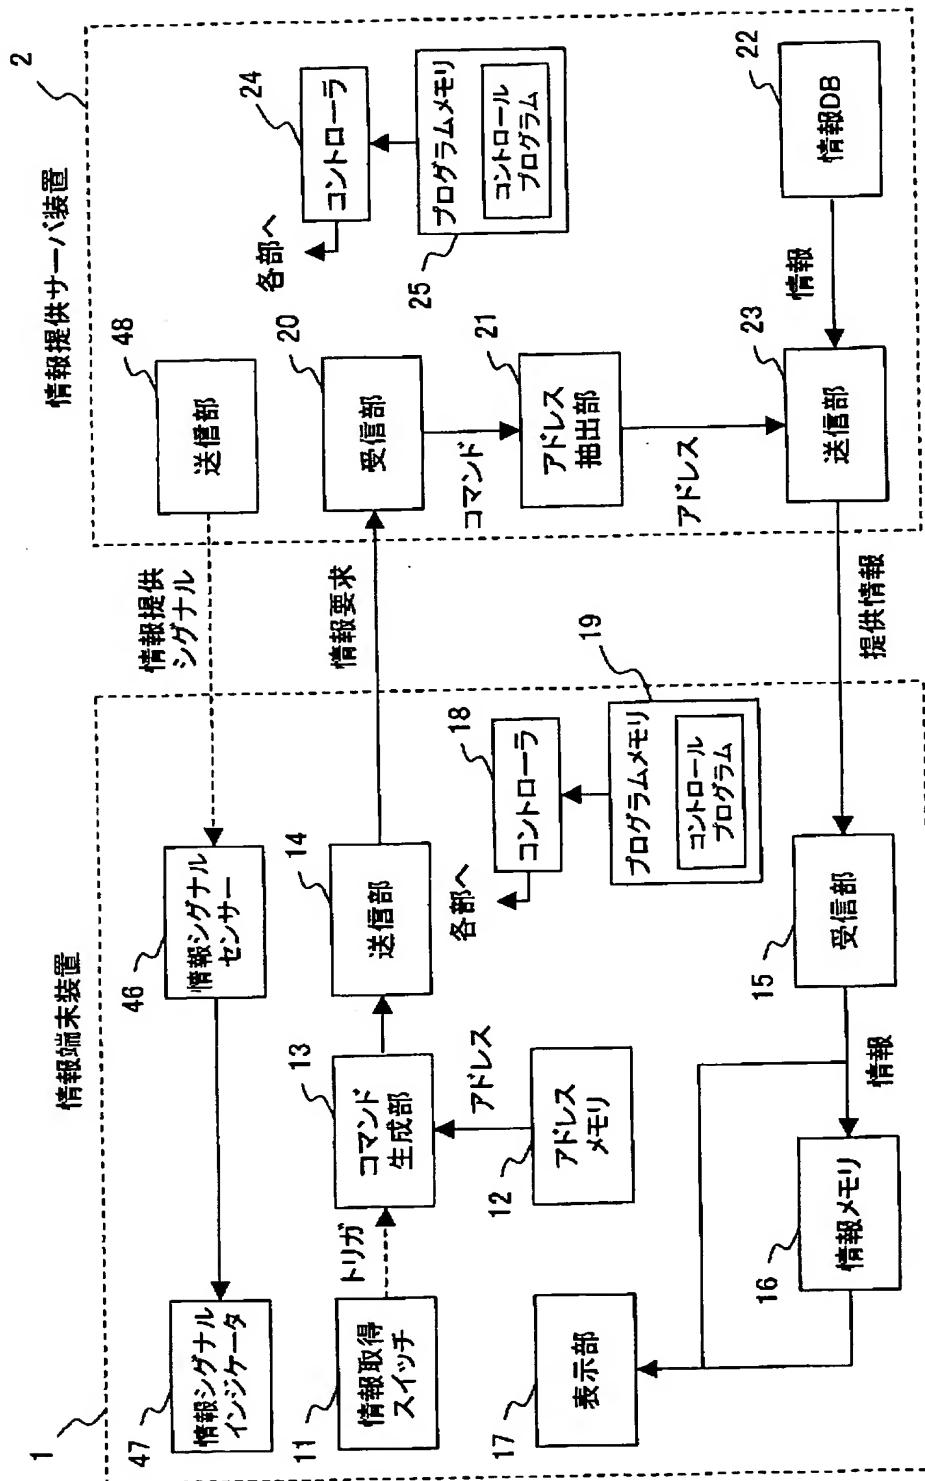 1
情報端末装置
47
情報シグナル
インジケータ
46
情報シグナル
センサー
情報提供
シグナル
11
情報取得
スイッチ
トリガ
13
コマンド
生成部
14
送信部
情報要求
アドレス
12
アドレス
メモリ
各部へ
18
コントローラ
19
プログラムメモリ
コントロール
プログラム
17
表示部
16
情報メモリ
情報
15
受信部
提供情報
2
情報提供サーバ装置
48
送信部
各部へ
24
コントローラ
20
受信部
25
プログラムメモリ
コントロール
プログラム
コマンド
21
アドレス
抽出部
アドレス
23
送信部
情報
22
情報DB